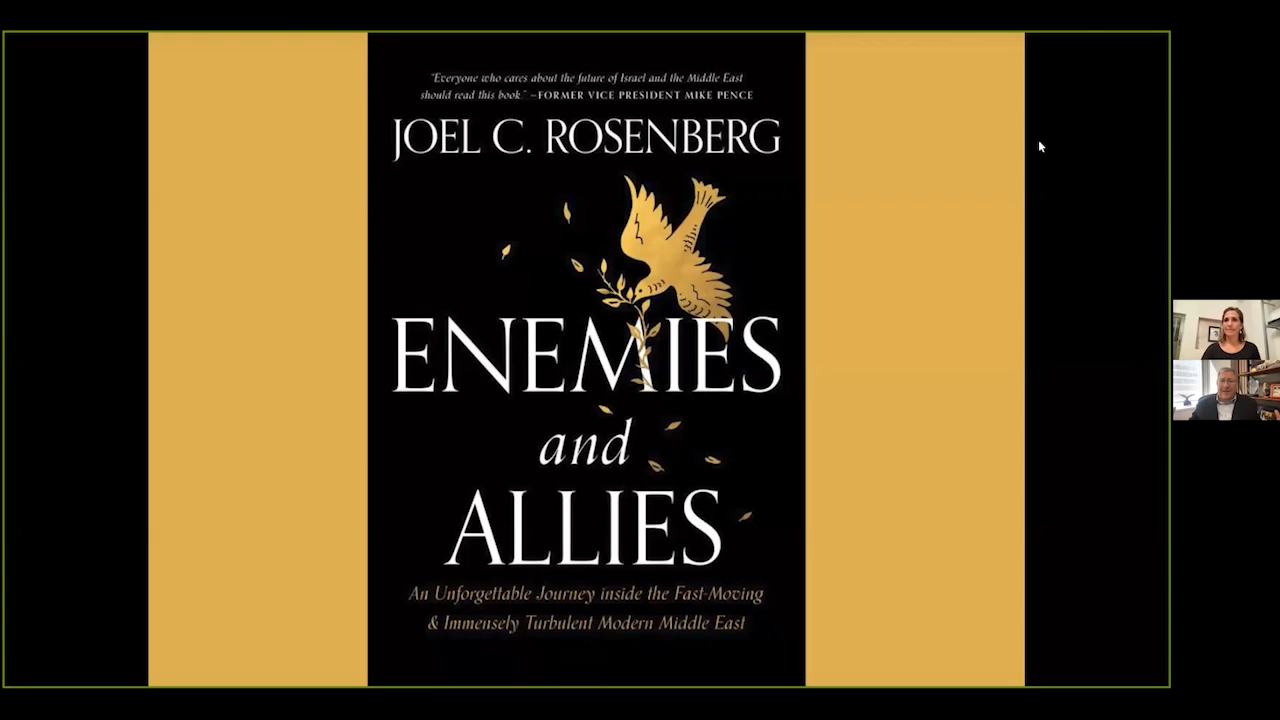 "Everyone who cares about the future of Israel and the Middle East
should read this book." —FORMER VICE PRESIDENT MIKE PENCE
JOEL C. ROSENBERG
ENEMIES
and
ALLIES
An Unforgettable Journey inside the Fast-Moving
& Immensely Turbulent Modern Middle East